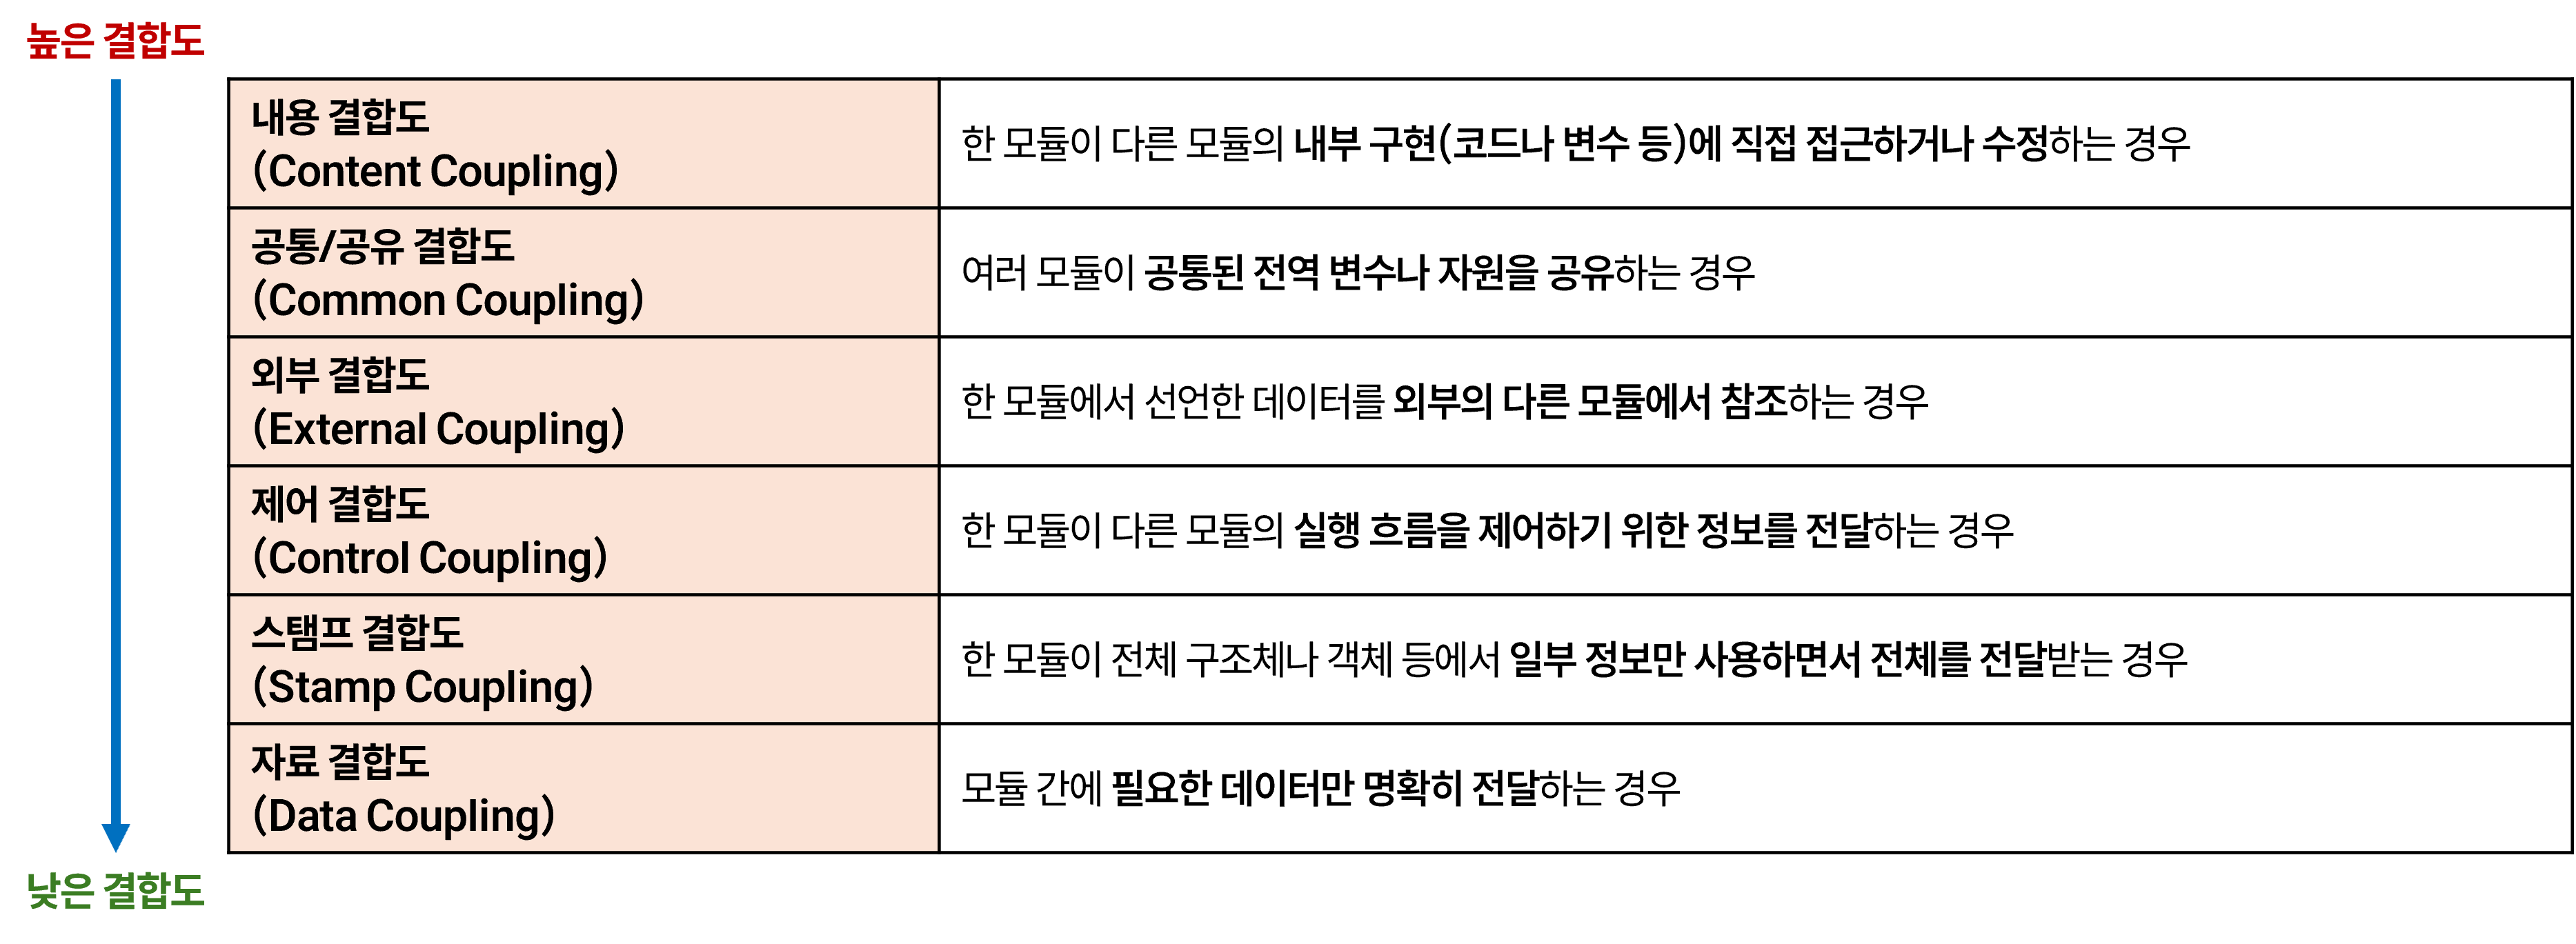 높은 결합도
내용 결합도
(Content Coupling)
한 모듈이 다른 모듈의 내부 구현(코드나 변수 등)에 직접 접근하거나 수정하는 경우
공통/공유 결합도
(Common Coupling)
여러 모듈이 공통된 전역 변수나 자원을 공유하는 경우
외부 결합도
(External Coupling)
한 모듈에서 선언한 데이터를 외부의 다른 모듈에서 참조하는 경우
제어 결합도
(Control Coupling)
한 모듈이 다른 모듈의 실행 흐름을 제어하기 위한 정보를 전달하는 경우
스탬프 결합도
(Stamp Coupling)
한 모듈이 전체 구조체나 객체 등에서 일부 정보만 사용하면서 전체를 전달받는 경우
자료 결합도
(Data Coupling)
모듈 간에 필요한 데이터만 명확히 전달하는 경우
낮은 결합도